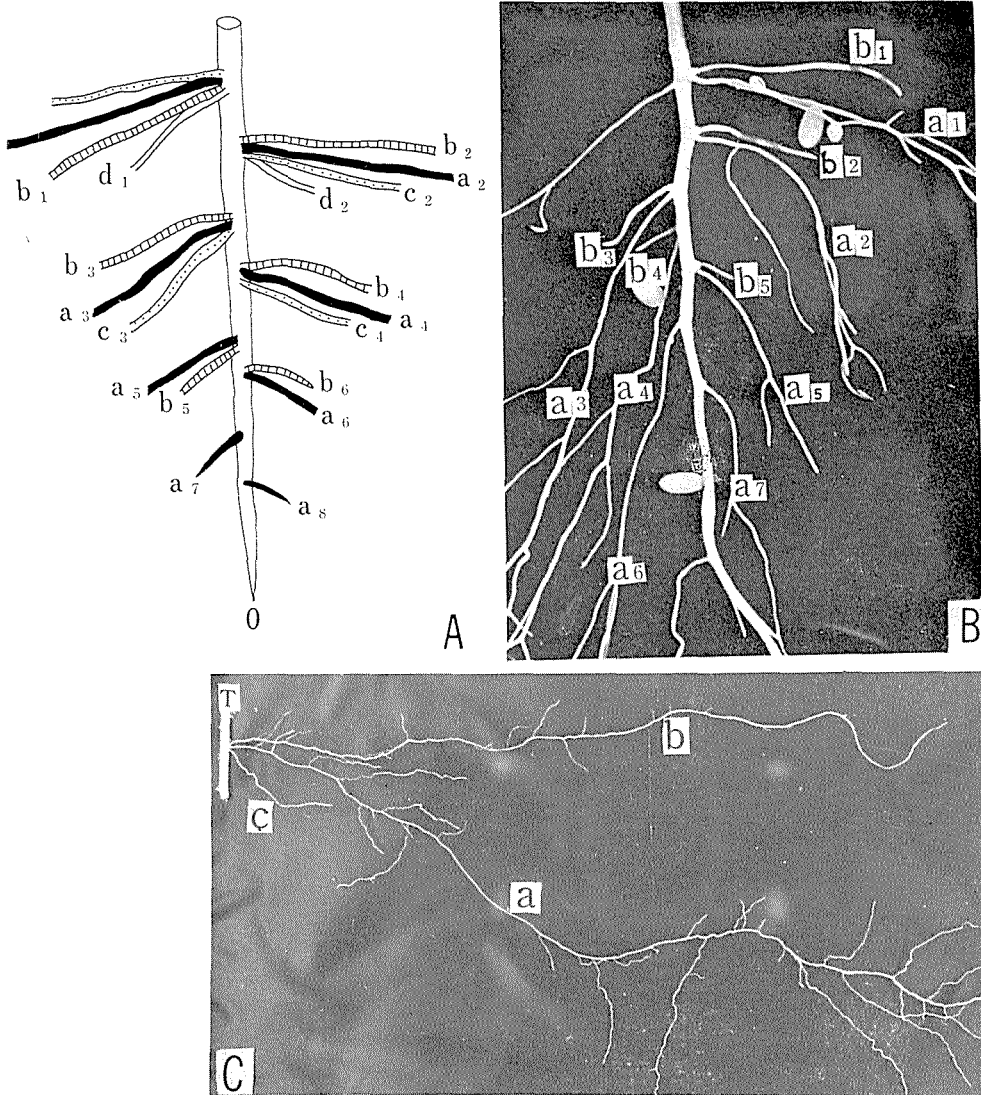 b₁
d₁
b₂
a₂
c₂
d₂
b₃
a₃
c₃
b₄
a₄
c₄
a₅
b₅
b₆
a₆
a₇
a₈
O
A
b₁
a₁
b₂
a₂
b₃
b₄
b₅
a₃
a₄
a₅
a₇
a₆
B
T
b
c
a
C